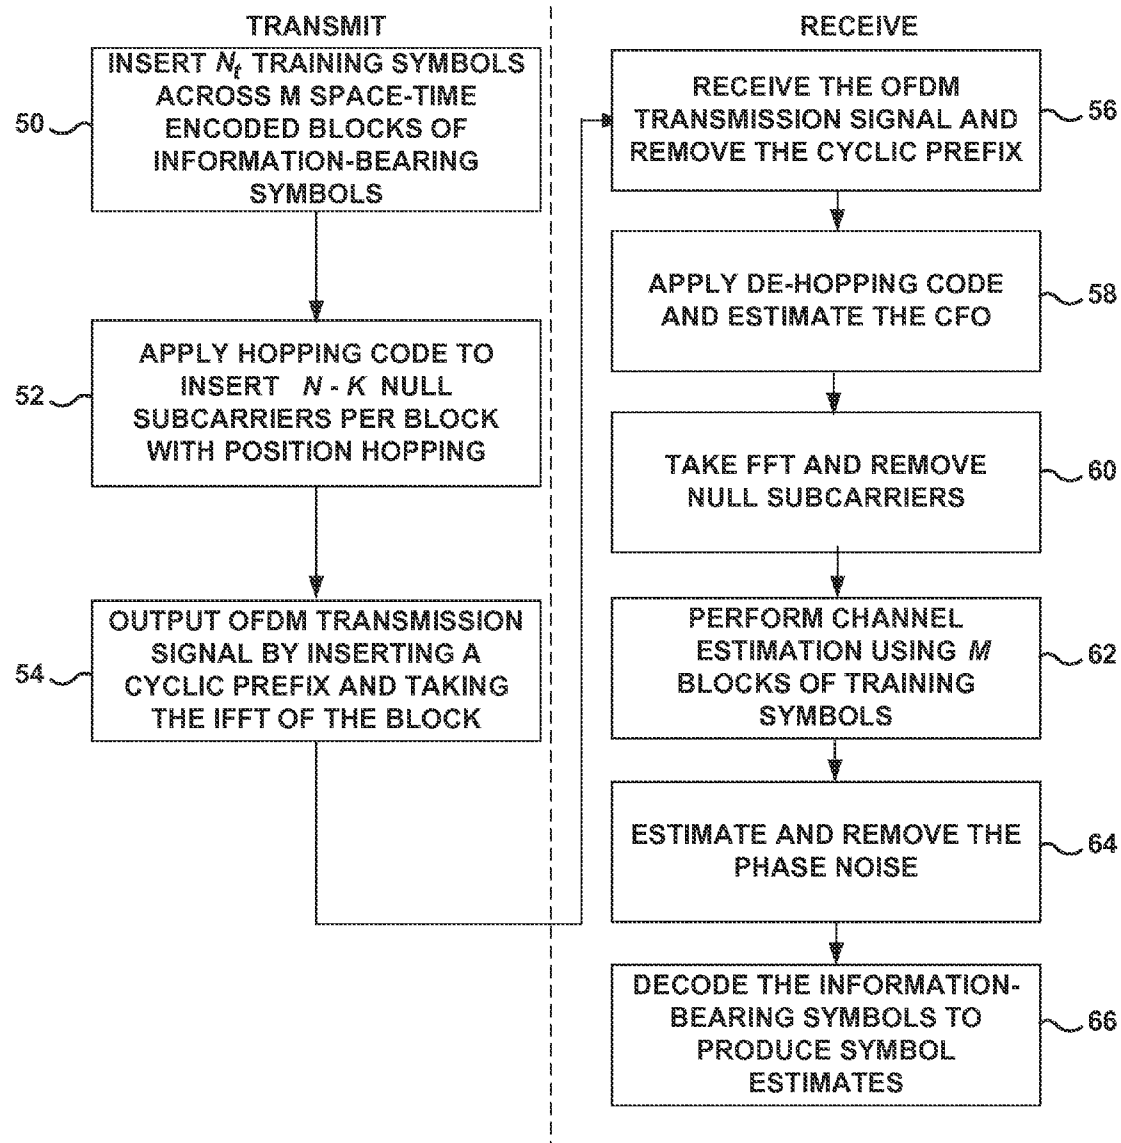 TRANSMIT
INSERT Nt TRAINING SYMBOLS
ACROSS M SPACE-TIME
ENCODED BLOCKS OF
INFORMATION-BEARING
SYMBOLS
50
APPLY HOPPING CODE TO
INSERT N - K NULL
SUBCARRIERS PER BLOCK
WITH POSITION HOPPING
52
OUTPUT OFDM TRANSMISSION
SIGNAL BY INSERTING A
CYCLIC PREFIX AND TAKING
THE IFFT OF THE BLOCK
54
RECEIVE
RECEIVE THE OFDM
TRANSMISSION SIGNAL AND
REMOVE THE CYCLIC PREFIX
56
APPLY DE-HOPPING CODE
AND ESTIMATE THE CFO
58
TAKE FFT AND REMOVE
NULL SUBCARRIERS
60
PERFORM CHANNEL
ESTIMATION USING M
BLOCKS OF TRAINING
SYMBOLS
62
ESTIMATE AND REMOVE THE
PHASE NOISE
64
DECODE THE INFORMATION-
BEARING SYMBOLS TO
PRODUCE SYMBOL
ESTIMATES
66